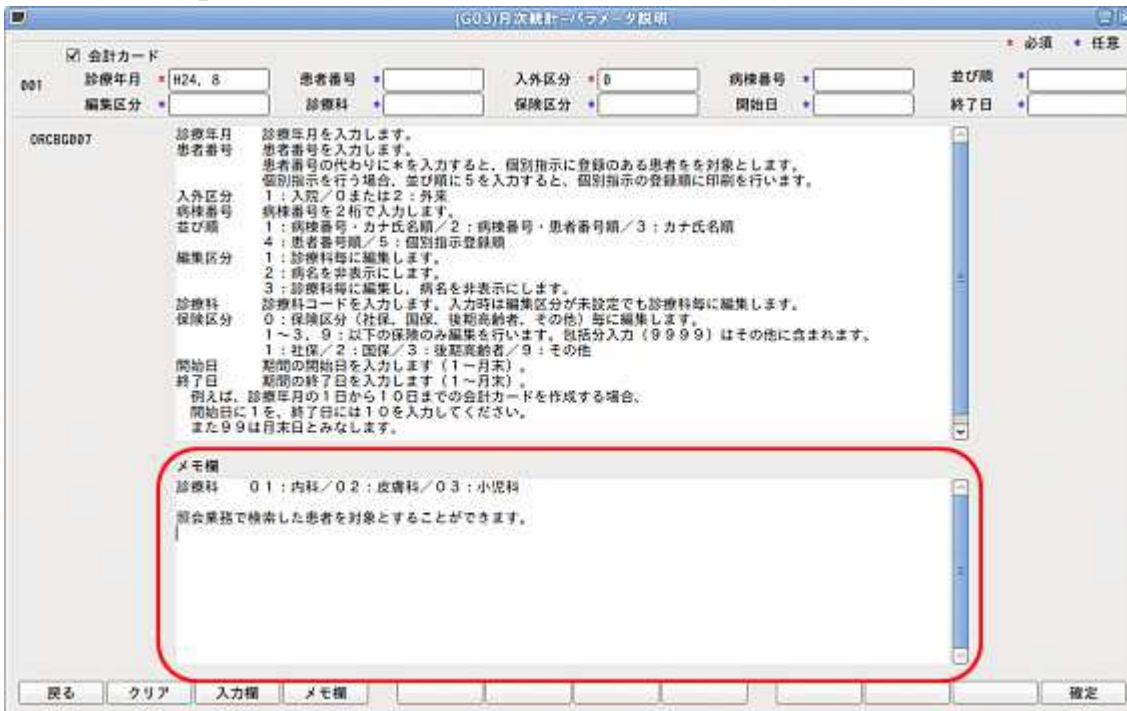 (G03)月次統計-パラメータ説明
* 必須 * 任意
会計カード
001 診療年月 * H24. 8 患者番号 * 入外区分 * 0 病棟番号 * 並び順 *
編集区分 * 診療科 * 保険区分 * 開始日 * 終了日 *
ORCBG007
診療年月 診療年月を入力します。
患者番号 患者番号を入力します。
患者番号の代わりに*を入力すると、個別指示に登録のある患者をを対象とします。
個別指示を行う場合、並び順に5を入力すると、個別指示の登録順に印刷を行います。
入外区分 1:入院/0または2:外来
病棟番号 病棟番号を2桁で入力します。
並び順 1:病棟番号・カナ氏名順/2:病棟番号・患者番号順/3:カナ氏名順
4:患者番号順/5:個別指示登録順
編集区分 1:診療科毎に編集します。
2:病名を非表示にします。
3:診療科毎に編集し、病名を非表示にします。
診療科 診療科コードを入力します。入力時は編集区分が未設定でも診療科毎に編集します。
保険区分 0:保険区分(社保、国保、後期高齢者、その他)毎に編集します。
1~3、9:以下の保険のみ編集を行います。包括分入力(9999)はその他に含まれます。
1:社保/2:国保/3:後期高齢者/9:その他
開始日 期間の開始日を入力します(1~月末)。
終了日 期間の終了日を入力します(1~月末)。
例えば、診療年月の1日から10日までの会計カードを作成する場合、
開始日に1を、終了日には10を入力してください。
また99は月末日とみなします。
メモ欄
診療科 01:内科/02:皮膚科/03:小児科
照会業務で検索した患者を対象とすることができます。
戻る クリア 入力欄 メモ欄 確定